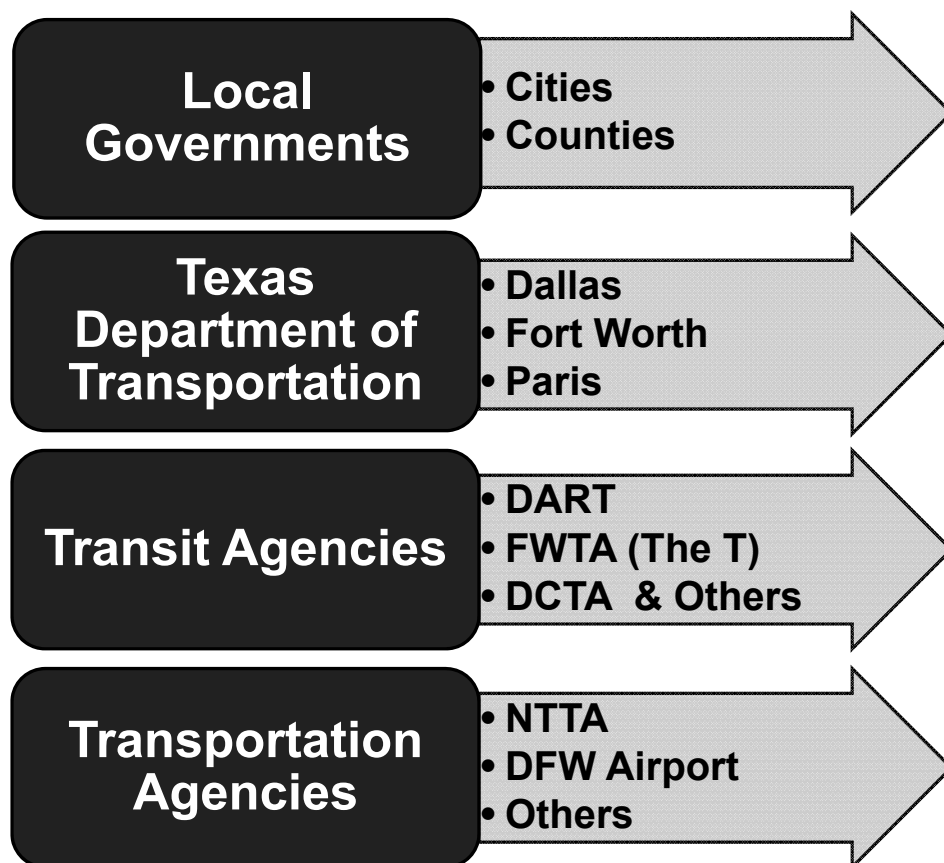 Local
Governments
• Cities
• Counties
Texas
Department of
Transportation
• Dallas
• Fort Worth
• Paris
Transit Agencies
• DART
• FWTA (The T)
• DCTA & Others
Transportation
Agencies
• NTTA
• DFW Airport
• Others